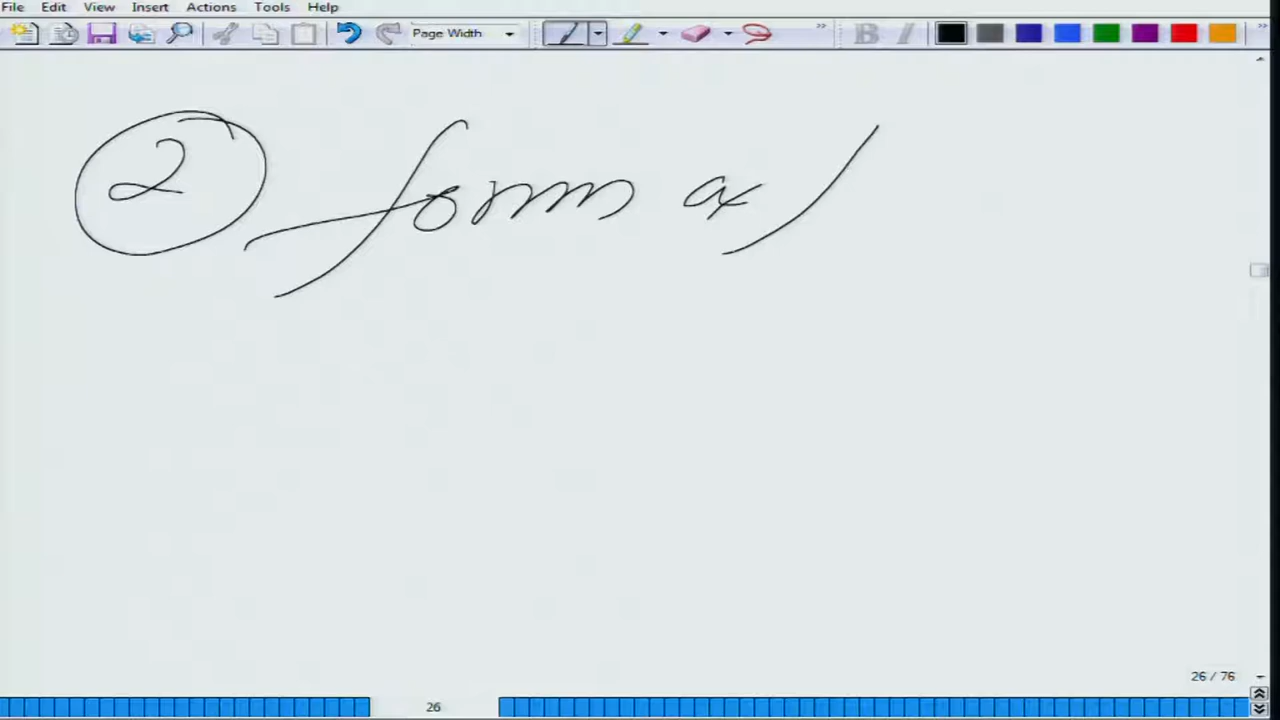 File Edit View Insert Actions Tools Help
Page Width
B I
2 form a
26 / 76
26